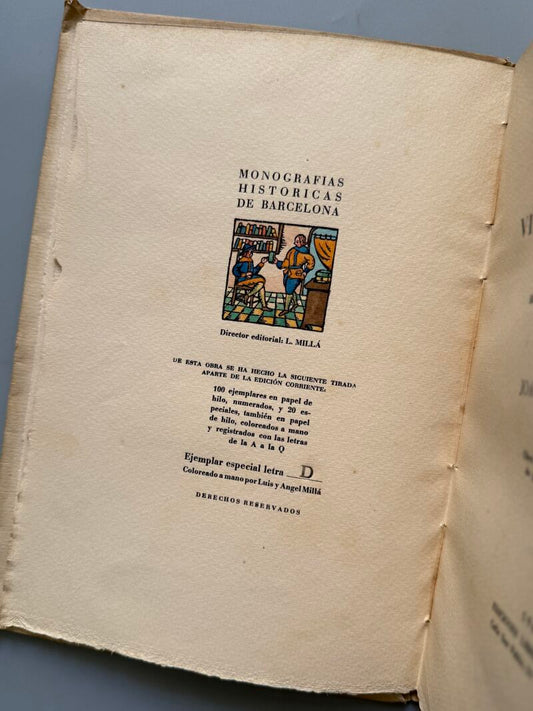 MONOGRAFIAS
HISTORICAS
DE BARCELONA
Director editorial: L. MILLÁ
DE ESTA OBRA SE HA HECHO LA SIGUIENTE TIRADA
APARTE DE LA EDICIÓN CORRIENTE:
100 ejemplares en papel de
hilo, numerados, y 20 es-
peciales, también en papel
de hilo, coloreados a mano
y registrados con las letras
de la A a la Q
Ejemplar especial letra D
Coloreado a mano por Luis y Angel Millá
DERECHOS RESERVADOS